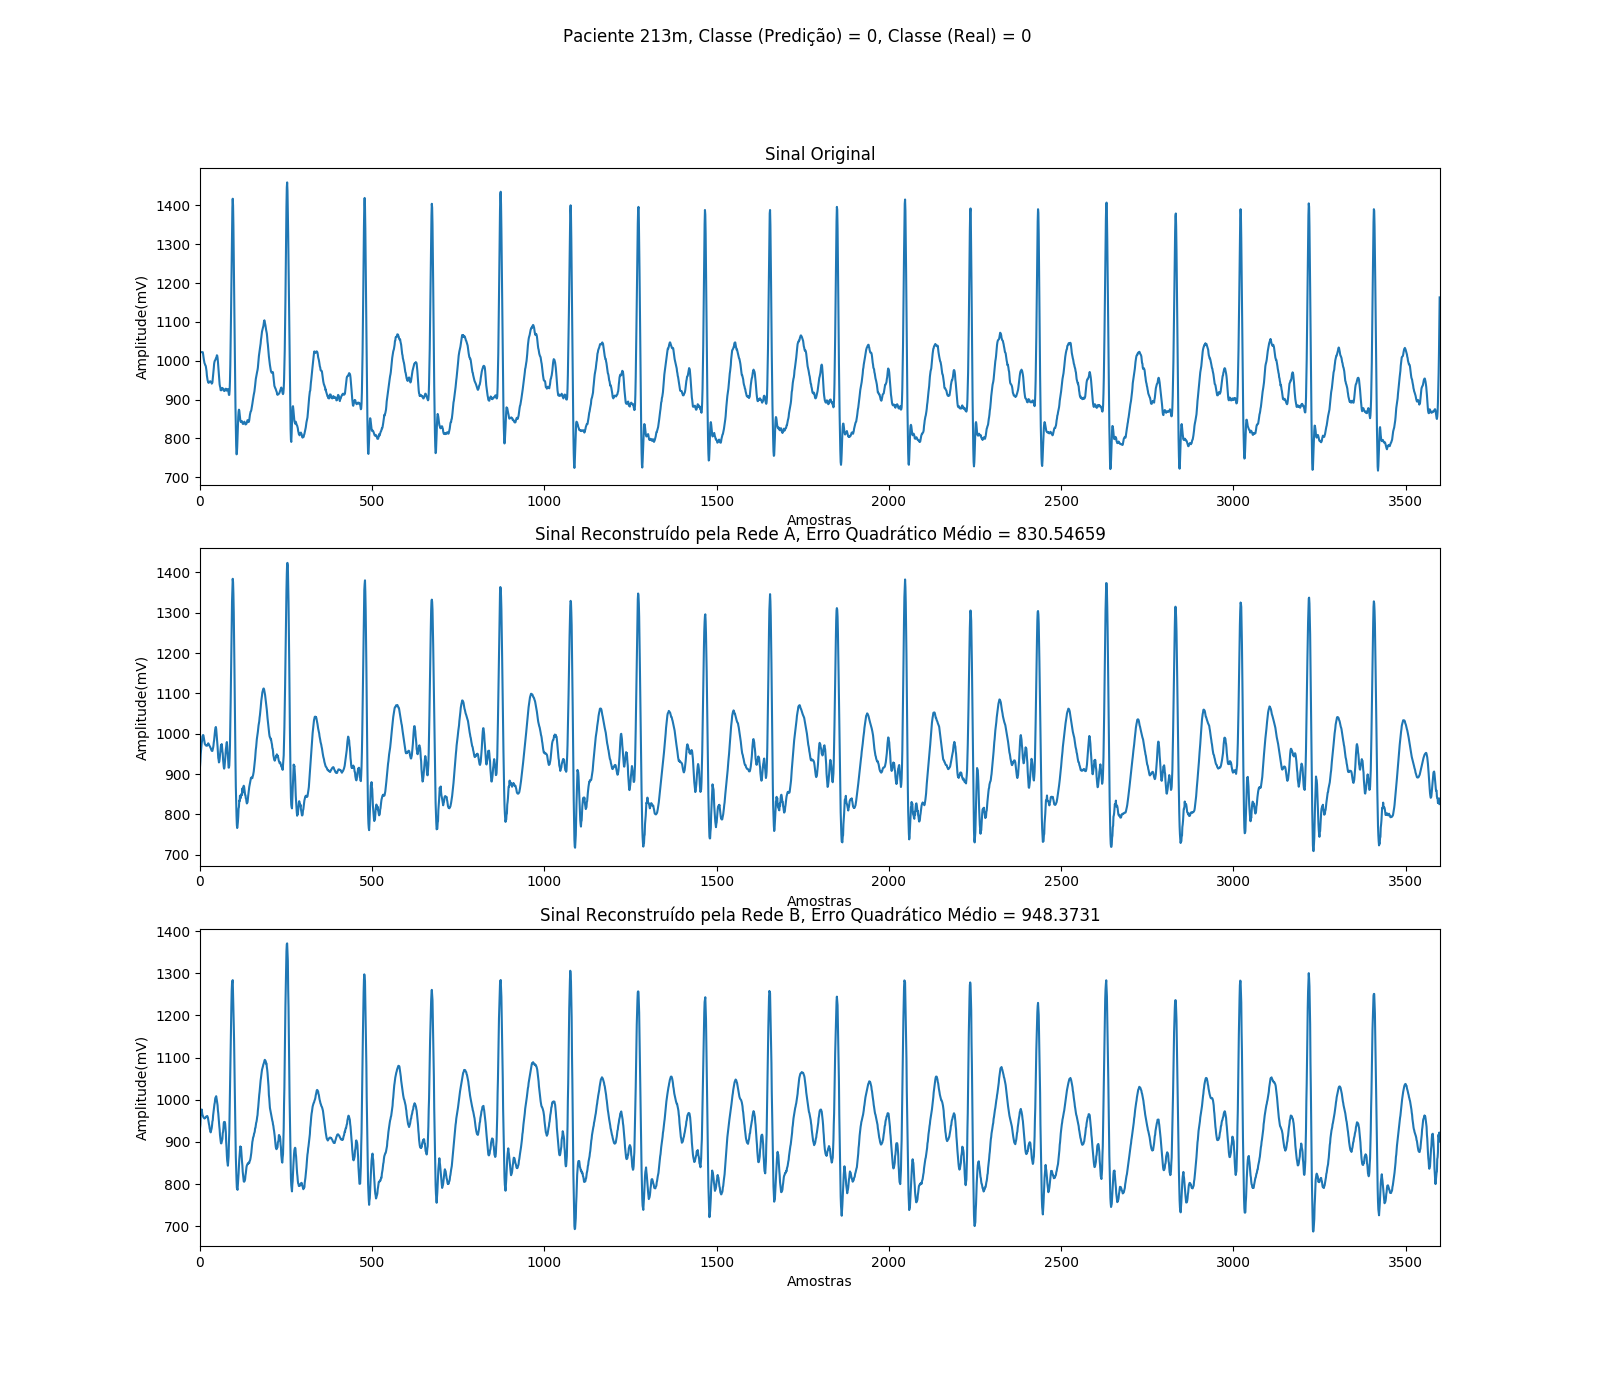 Paciente 213m, Classe (Predição) = 0, Classe (Real) = 0
Sinal Original
Amplitude(mV)
1400
1300
1200
1100
1000
900
800
700
0 500 1000 1500 2000 2500 3000 3500
Amostras
Sinal Reconstruído pela Rede A, Erro Quadrático Médio = 830.54659
Amplitude(mV)
1400
1300
1200
1100
1000
900
800
700
0 500 1000 1500 2000 2500 3000 3500
Amostras
Sinal Reconstruído pela Rede B, Erro Quadrático Médio = 948.3731
Amplitude(mV)
1400
1300
1200
1100
1000
900
800
700
0 500 1000 1500 2000 2500 3000 3500
Amostras